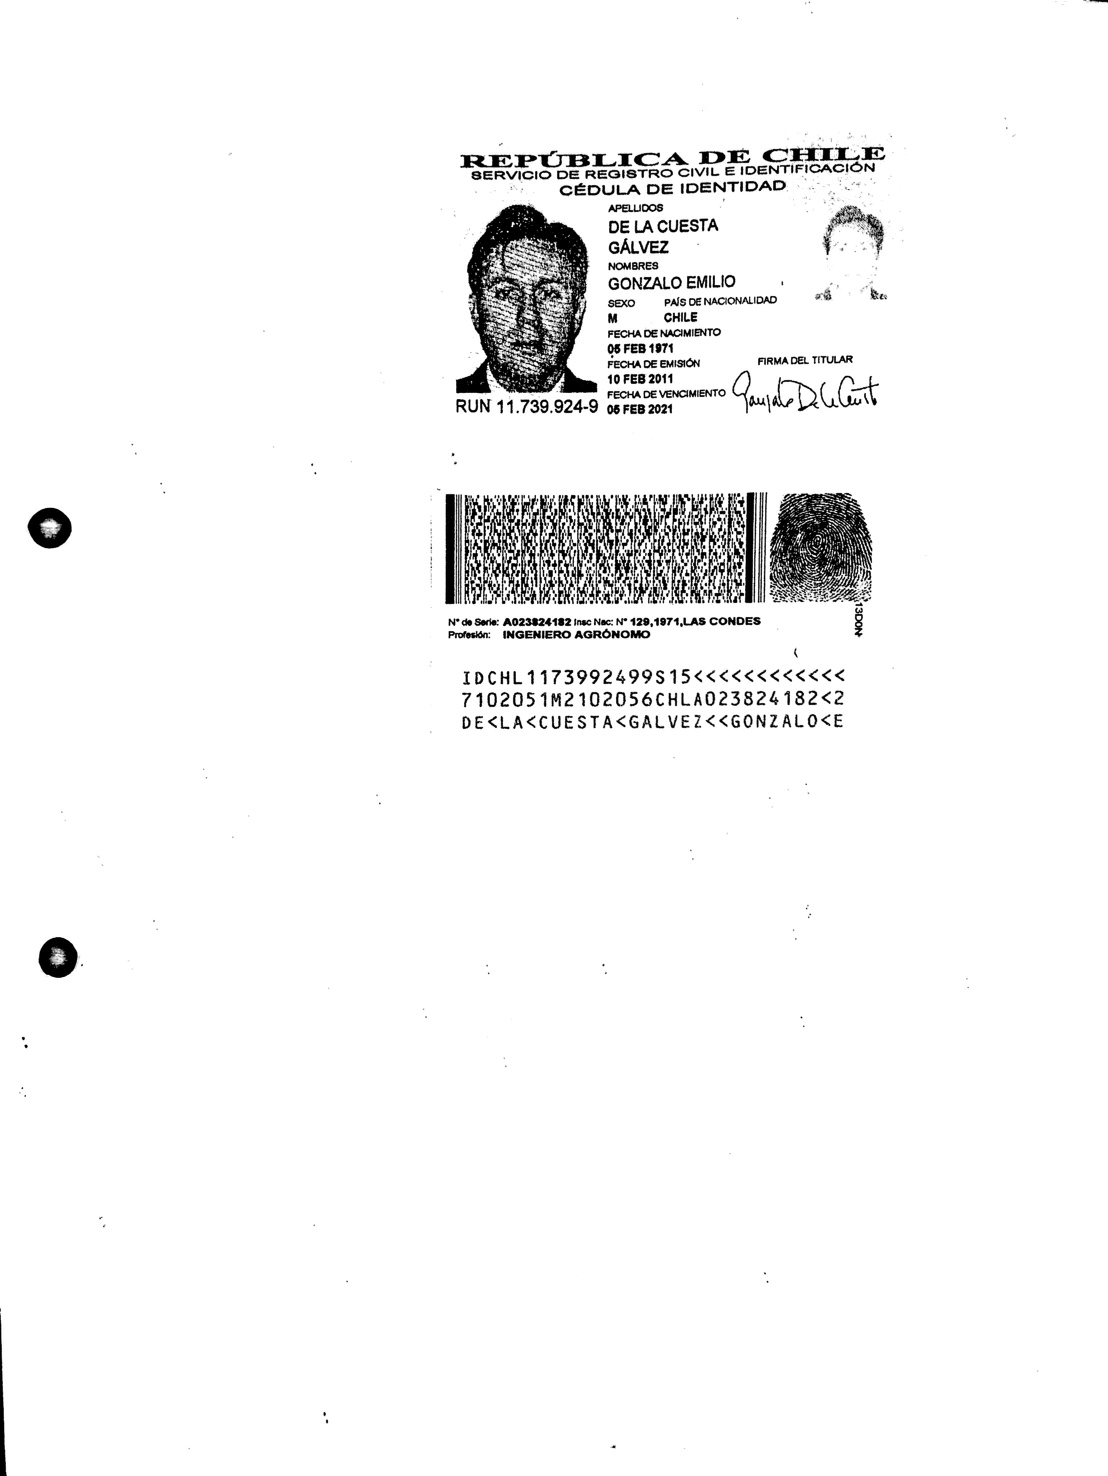 REPÚBLICA DE CHILE
SERVICIO DE REGISTRO CIVIL E IDENTIFICACIÓN
CÉDULA DE IDENTIDAD
APELLIDOS
DE LA CUESTA
GÁLVEZ
NOMBRES
GONZALO EMILIO
SEXO PAÍS DE NACIONALIDAD
M CHILE
FECHA DE NACIMIENTO
05 FEB 1971
FECHA DE EMISIÓN FIRMA DEL TITULAR
10 FEB 2011
FECHA DE VENCIMIENTO Gonzalo De la Cuesta
RUN 11.739.924-9 05 FEB 2021
N° de Serie: A023824182 Insc Nac: N° 129,1971,LAS CONDES
Profesión: INGENIERO AGRÓNOMO
IDCHL1173992499S15<<<<<<<<<<<<
7102051M2102056CHLA023824182<2
DE<LA<CUESTA<GALVEZ<<GONZALO<E